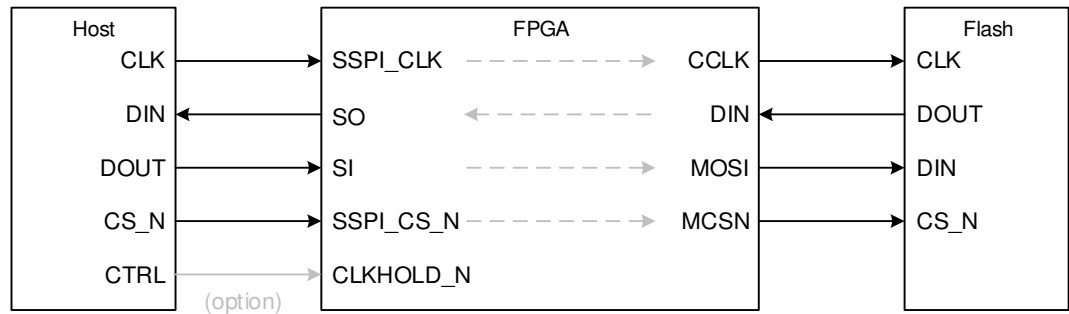 Host FPGA Flash
CLK SSPI_CLK CCLK CLK
DIN SO DIN DOUT
DOUT SI MOSI DIN
CS_N SSPI_CS_N MCSN CS_N
CTRL CLKHOLD_N
(option)